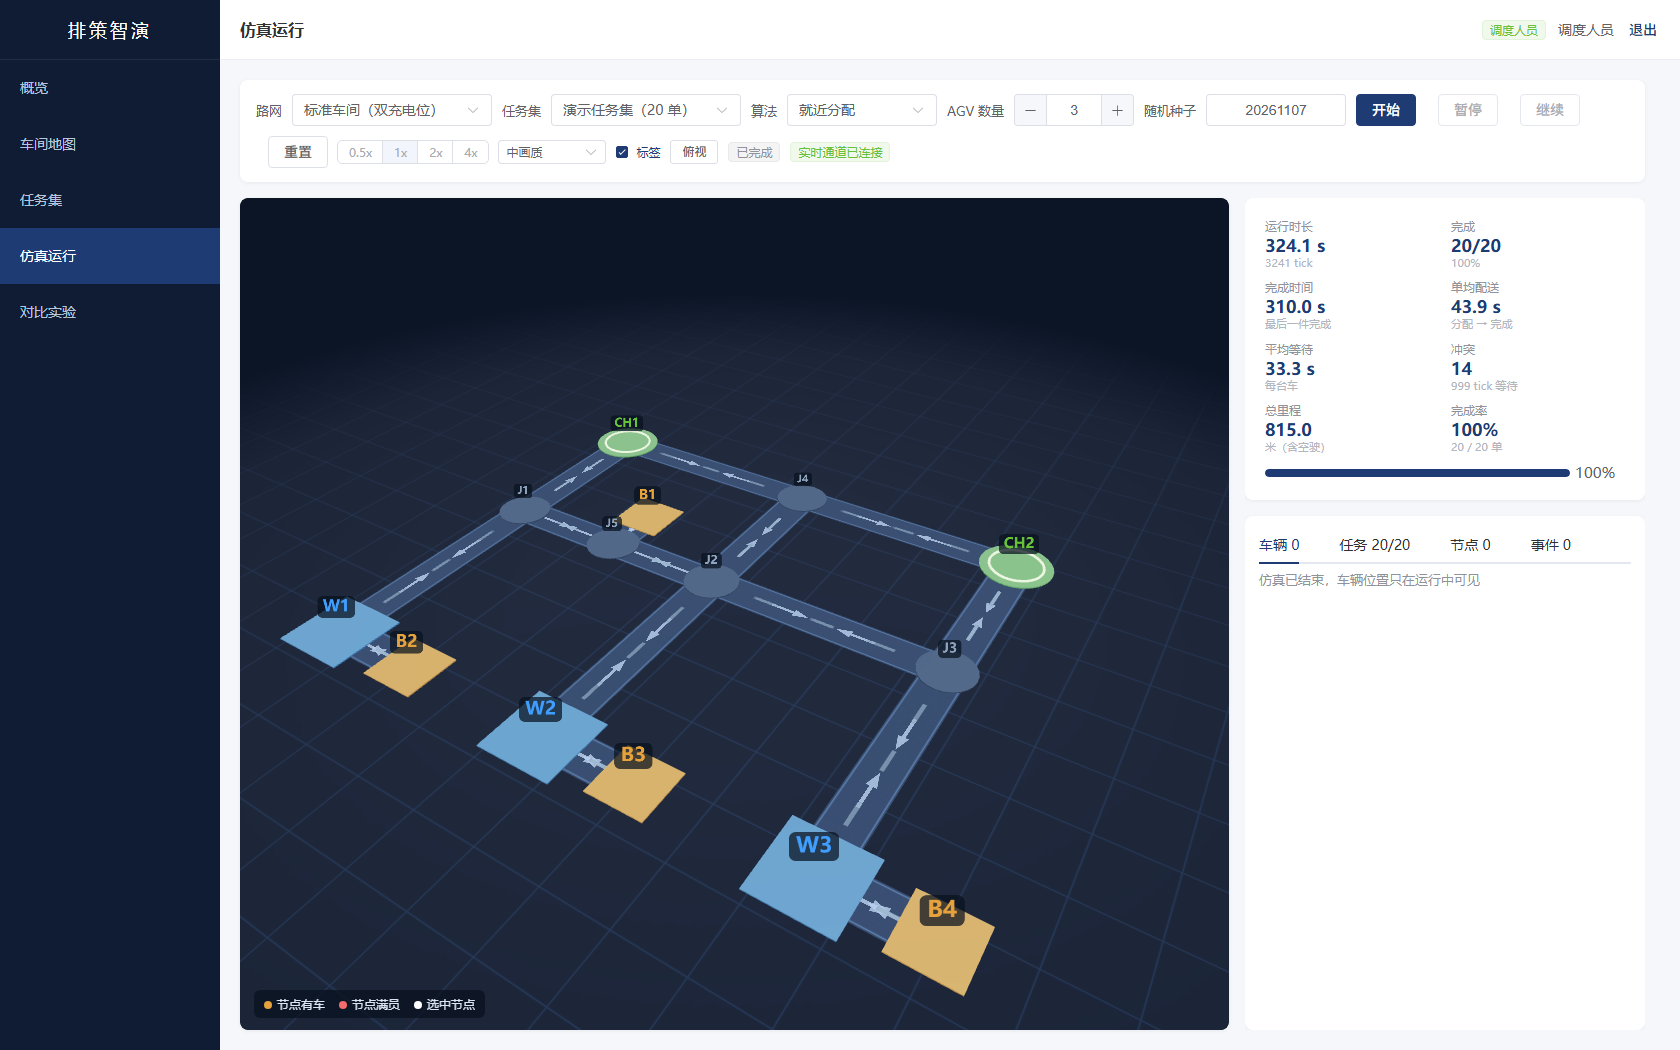 排策智演
概览
车间地图
任务集
仿真运行
对比实验
仿真运行
调度人员 调度人员 退出
路网 标准车间（双充电位） 任务集 演示任务集（20 单） 算法 就近分配 AGV 数量 3 随机种子 20261107 开始 暂停 继续
重置 0.5x 1x 2x 4x 中画质 标签 俯视 已完成 实时通道已连接
CH1
J4
J1
B1
J5
CH2
J2
W1
B2
J3
W2
B3
W3
B4
节点有车 节点满员 选中节点
运行时长 完成
324.1 s 20/20
3241 tick 100%
完成时间 单均配送
310.0 s 43.9 s
最后一件完成 分配 → 完成
平均等待 冲突
33.3 s 14
每台车 999 tick 等待
总里程 完成率
815.0 100%
米（含空驶） 20 / 20 单
100%
车辆 0 任务 20/20 节点 0 事件 0
仿真已结束，车辆位置只在运行中可见